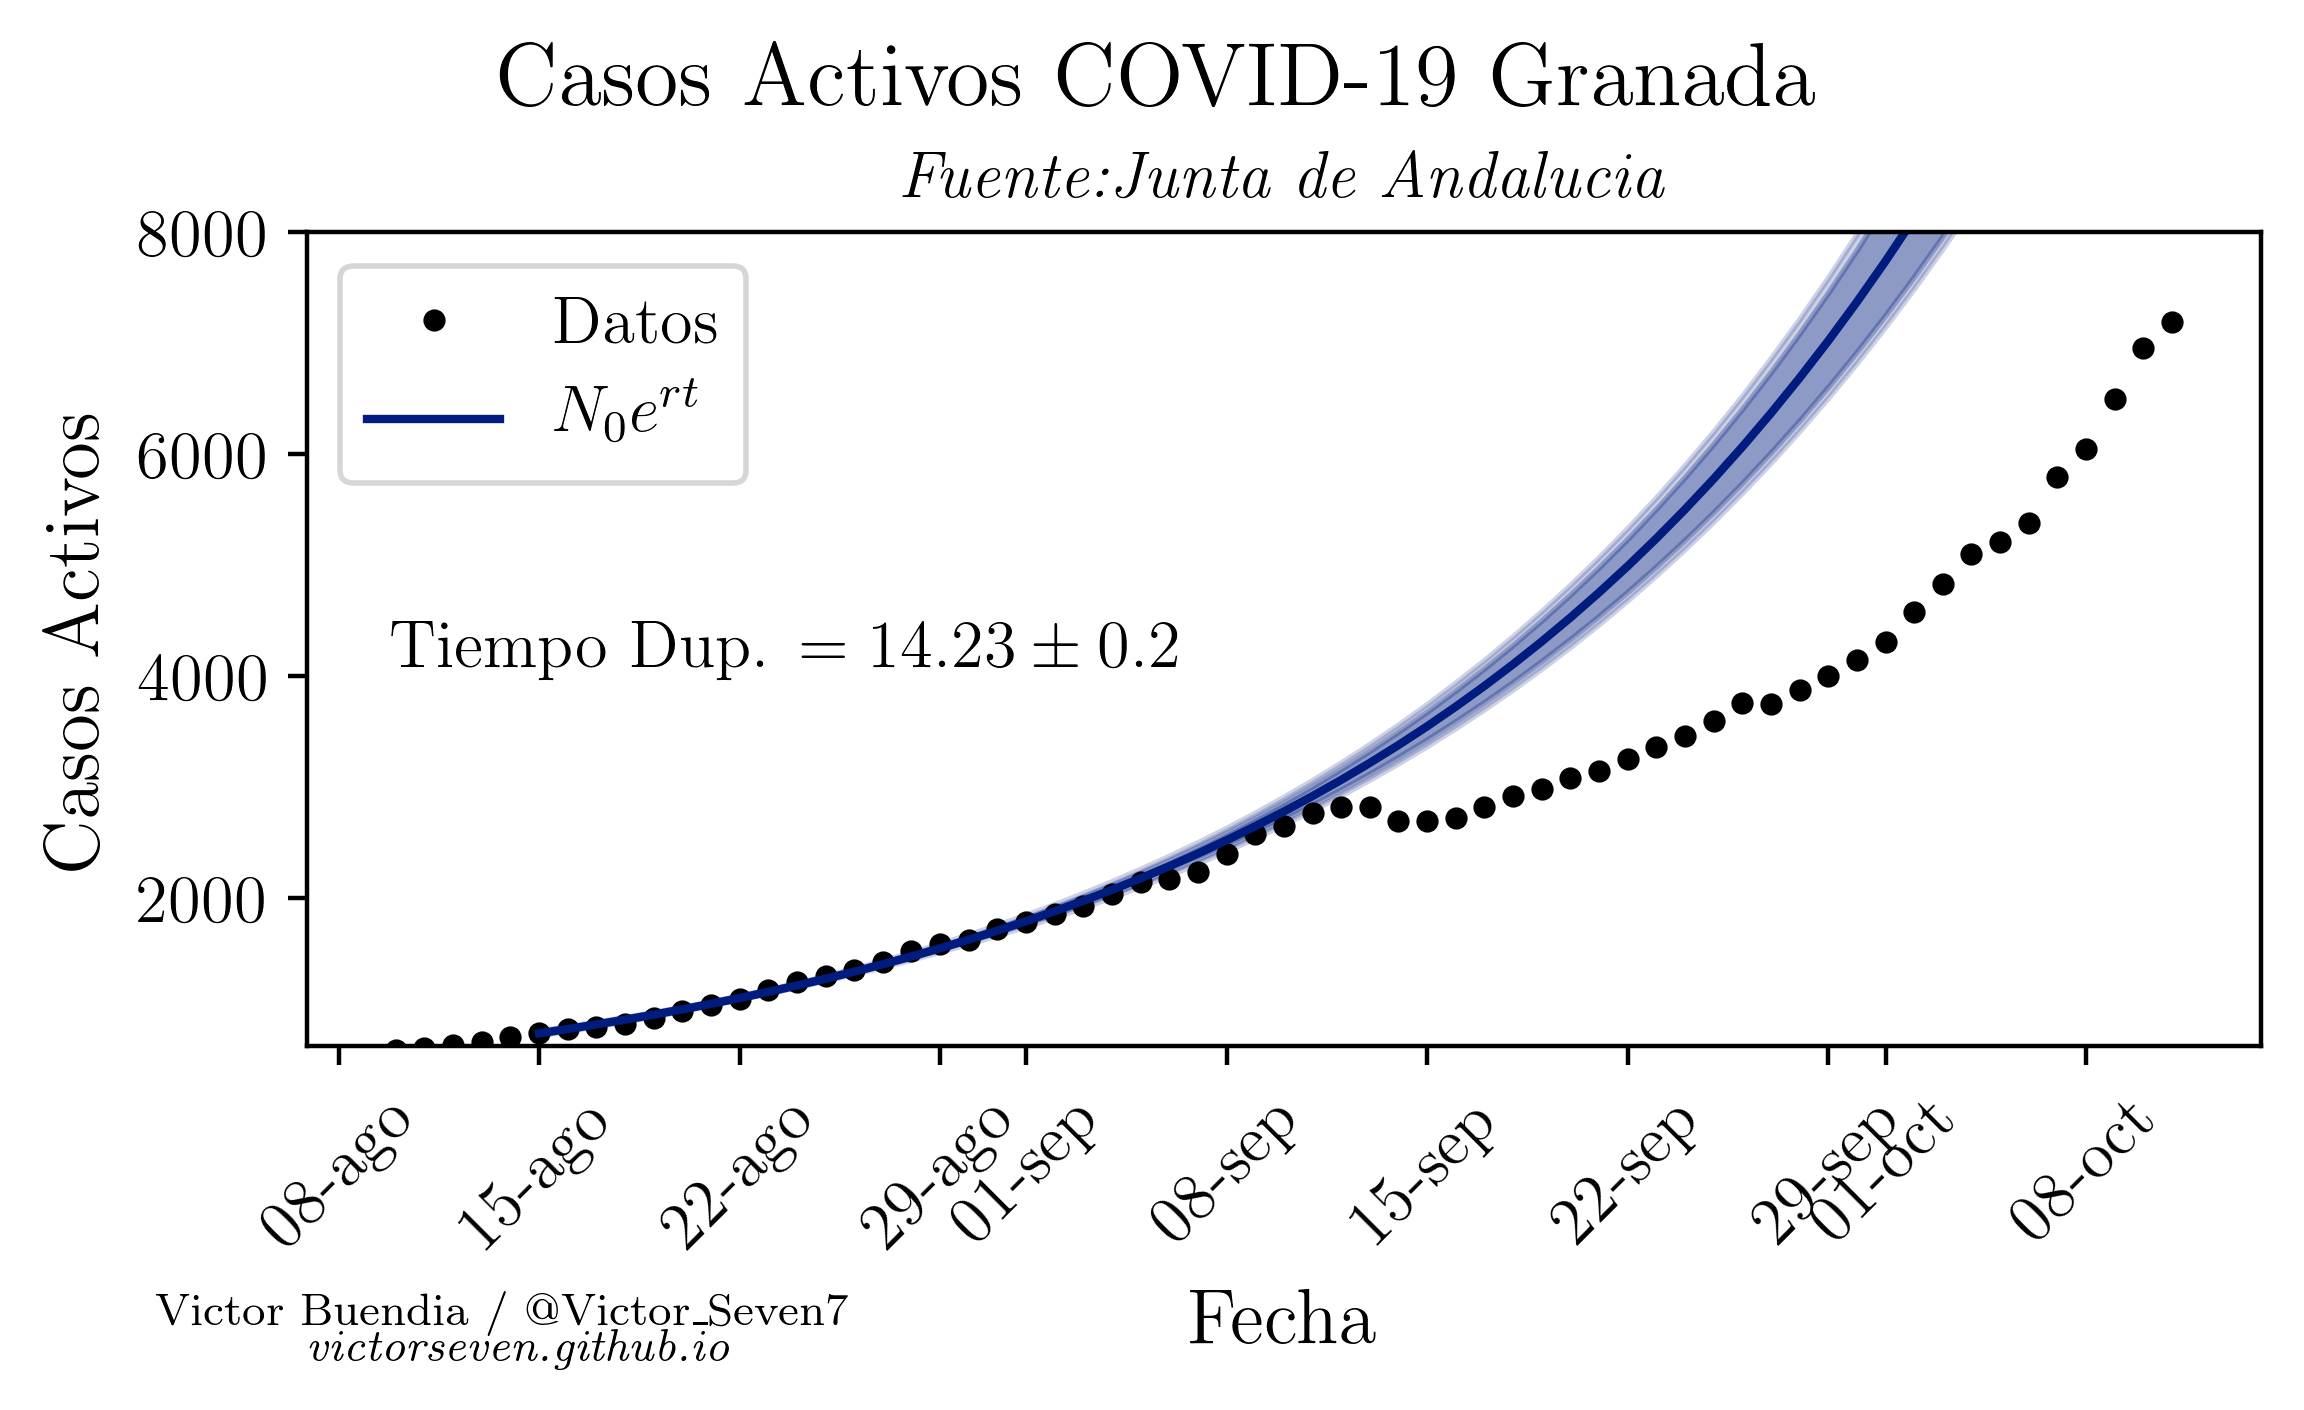 Casos Activos COVID-19 Granada
Fuente:Junta de Andalucia
8000
6000
4000
2000
Casos Activos
Datos
N₀eʳᵗ
Tiempo Dup. = 14.23 ± 0.2
08-ago
15-ago
22-ago
29-ago
01-sep
08-sep
15-sep
22-sep
29-sep
01-oct
08-oct
Fecha
Victor Buendia / @Victor_Seven7
victorseven.github.io